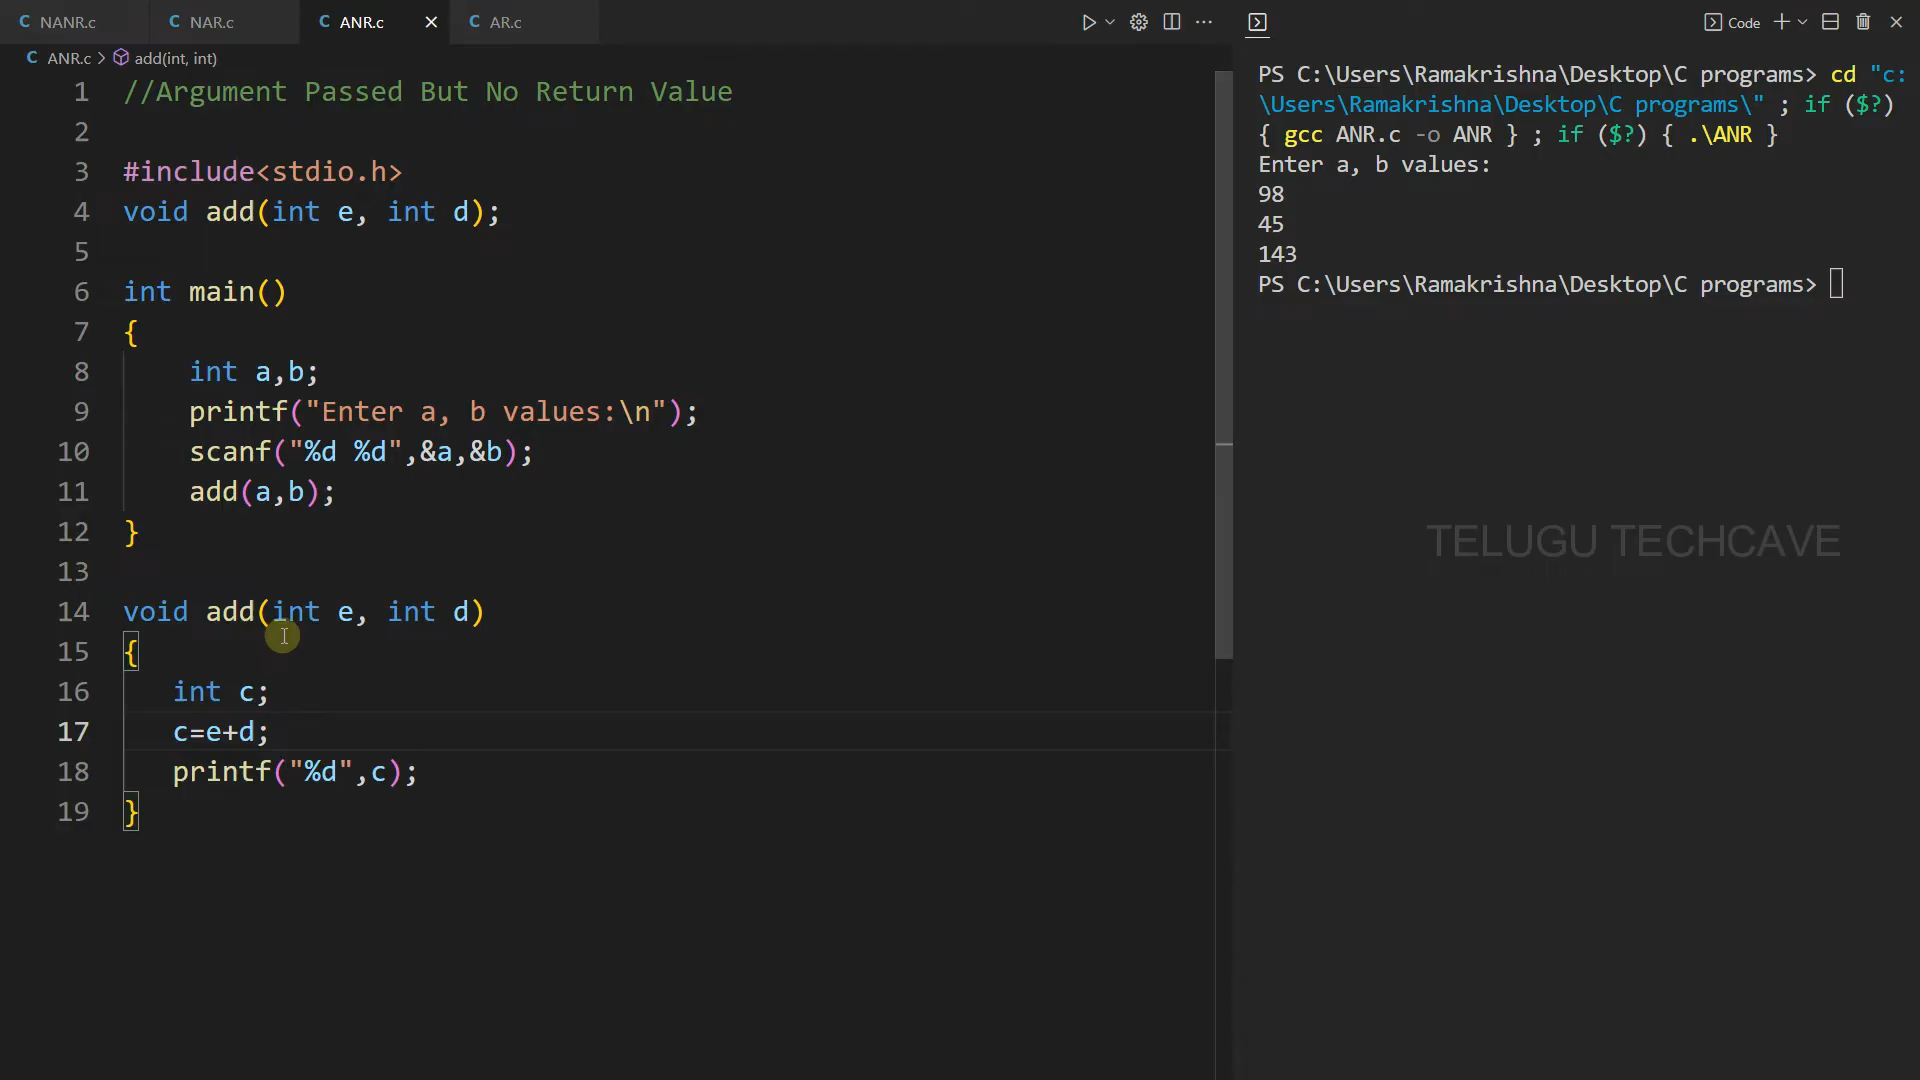 NANR.c NAR.c ANR.c AR.c
ANR.c > add(int, int)
1 //Argument Passed But No Return Value
2
3 #include<stdio.h>
4 void add(int e, int d);
5
6 int main()
7 {
8 int a,b;
9 printf("Enter a, b values:\n");
10 scanf("%d %d",&a,&b);
11 add(a,b);
12 }
13
14 void add(int e, int d)
15 {
16 int c;
17 c=e+d;
18 printf("%d",c);
19 }
Code
PS C:\Users\Ramakrishna\Desktop\C programs> cd "c:
\Users\Ramakrishna\Desktop\C programs\" ; if ($?)
{ gcc ANR.c -o ANR } ; if ($?) { .\ANR }
Enter a, b values:
98
45
143
PS C:\Users\Ramakrishna\Desktop\C programs>
TELUGU TECHCAVE